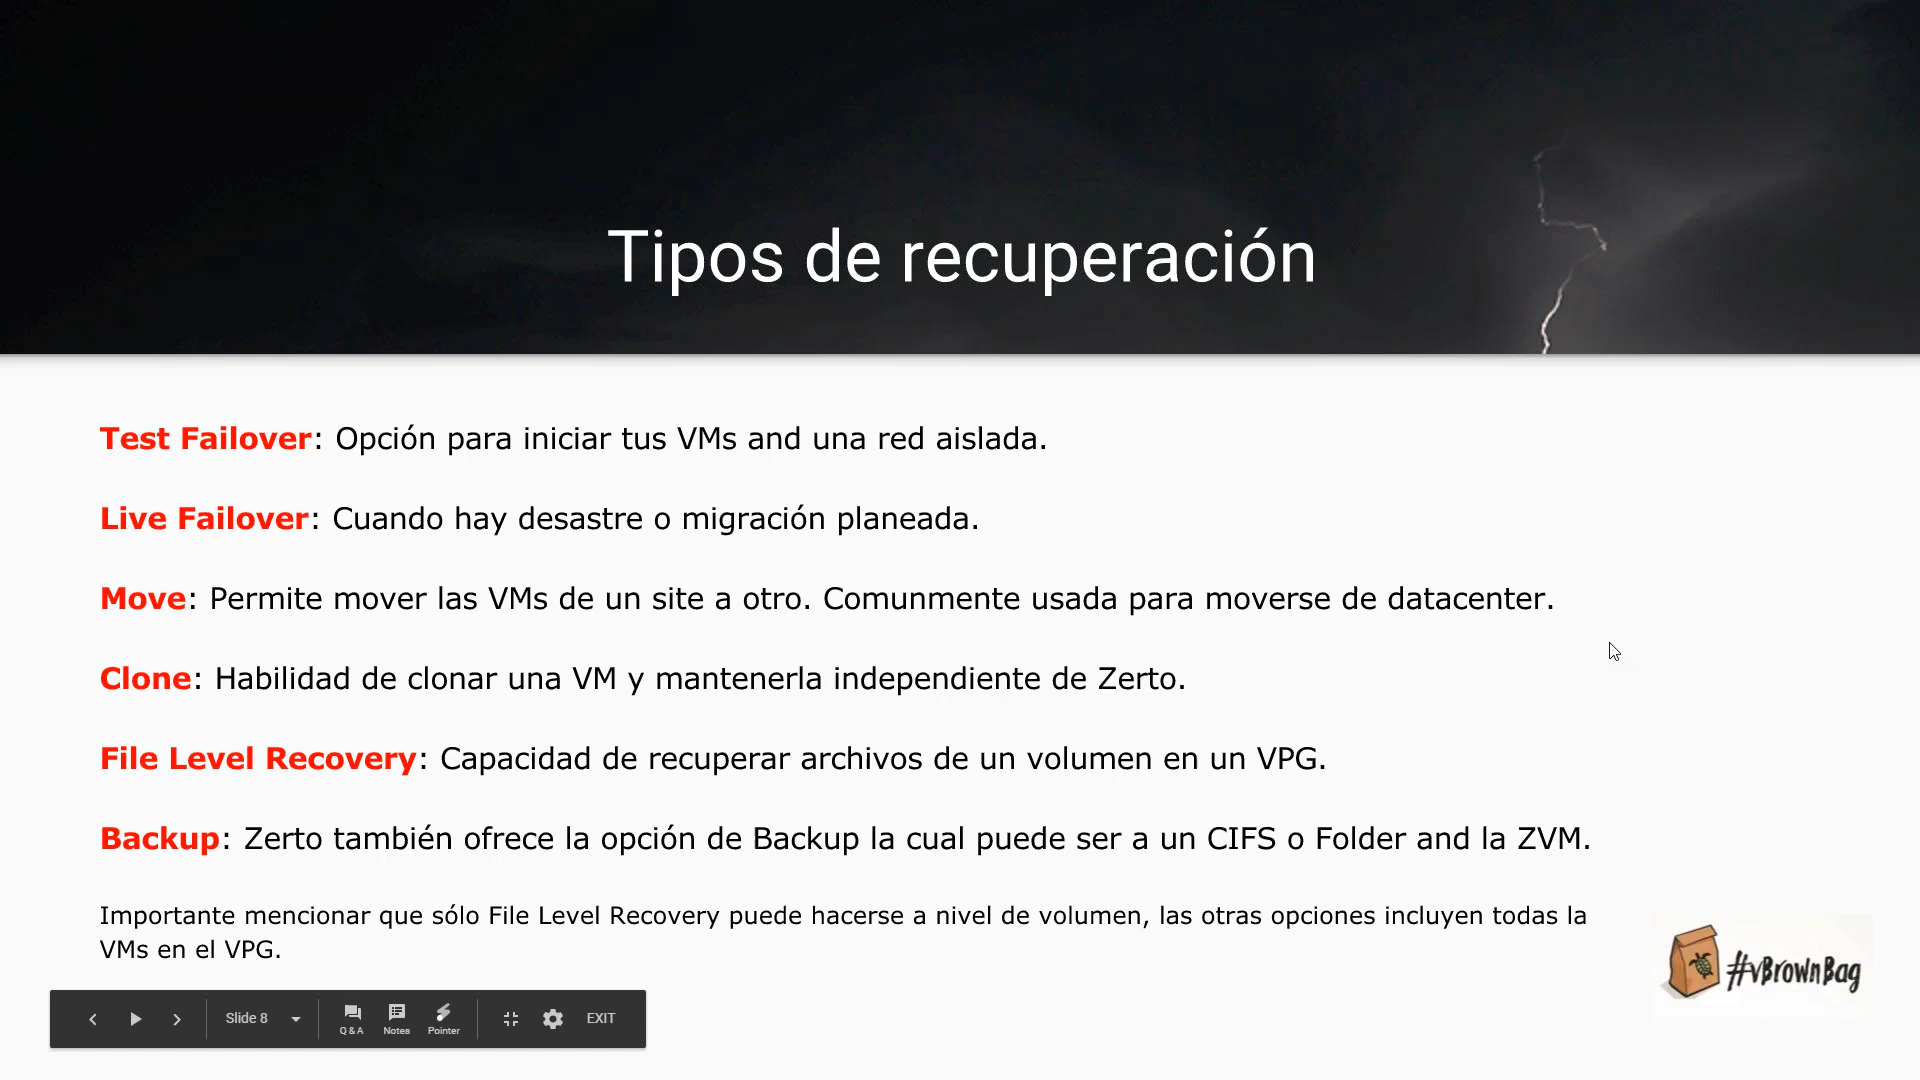 Tipos de recuperación
Test Failover: Opción para iniciar tus VMs and una red aislada.
Live Failover: Cuando hay desastre o migración planeada.
Move: Permite mover las VMs de un site a otro. Comunmente usada para moverse de datacenter.
Clone: Habilidad de clonar una VM y mantenerla independiente de Zerto.
File Level Recovery: Capacidad de recuperar archivos de un volumen en un VPG.
Backup: Zerto también ofrece la opción de Backup la cual puede ser a un CIFS o Folder and la ZVM.
Importante mencionar que sólo File Level Recovery puede hacerse a nivel de volumen, las otras opciones incluyen todas la
VMs en el VPG.
#vBrownBag
Slide 8 Q & A Notes Pointer EXIT